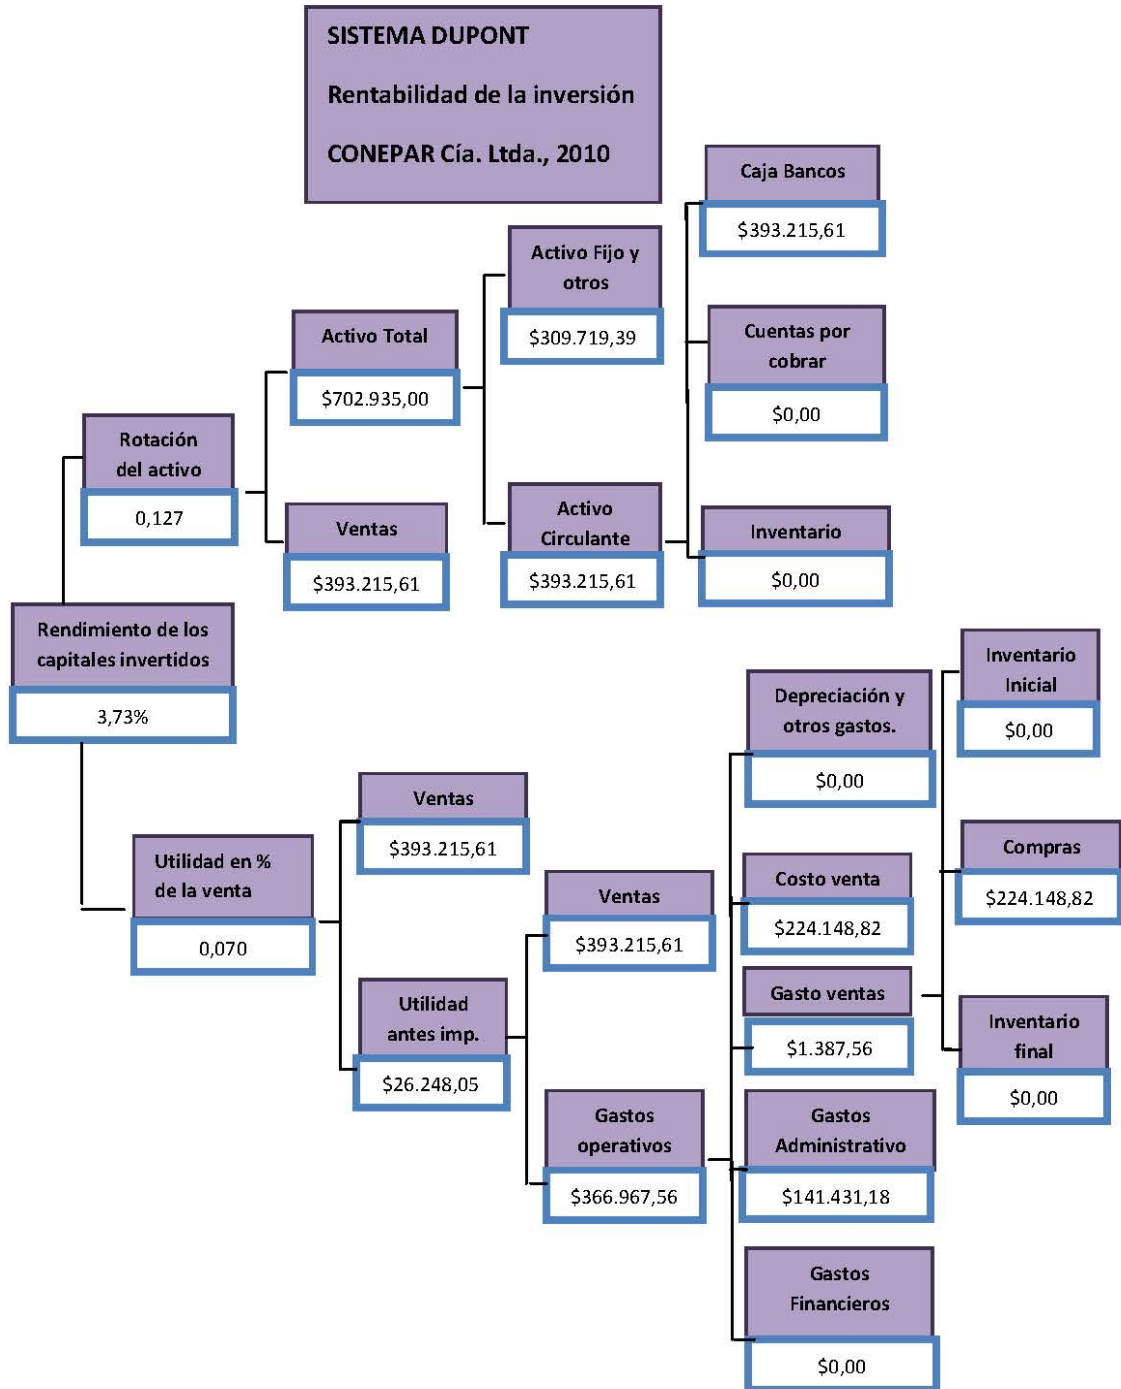 SISTEMA DUPONT
Rentabilidad de la inversión
CONEPAR Cía. Ltda., 2010
Caja Bancos
$393.215,61
Activo Fijo y
otros
$309.719,39
Cuentas por
cobrar
$0,00
Activo Total
$702.935,00
Rotación
del activo
0,127
Ventas
$393.215,61
Activo
Circulante
$393.215,61
Inventario
$0,00
Rendimiento de los
capitales invertidos
3,73%
Inventario
Inicial
$0,00
Depreciación y
otros gastos.
$0,00
Ventas
$393.215,61
Utilidad en %
de la venta
0,070
Compras
$224.148,82
Costo venta
$224.148,82
Ventas
$393.215,61
Gasto ventas
$1.387,56
Utilidad
antes imp.
$26.248,05
Inventario
final
$0,00
Gastos
operativos
$366.967,56
Gastos
Administrativo
$141.431,18
Gastos
Financieros
$0,00